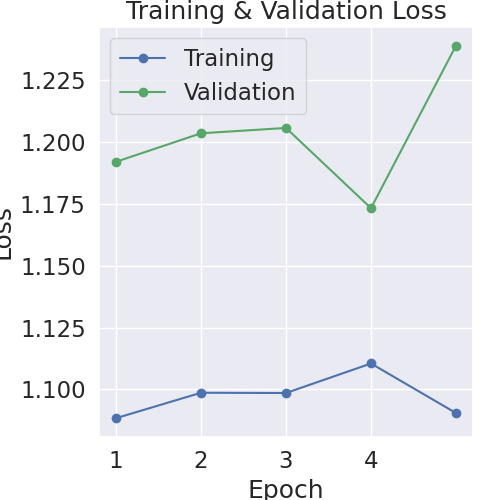 Training & Validation Loss
Training
Validation
1.225
1.200
1.175
1.150
1.125
1.100
Loss
1 2 3 4
Epoch